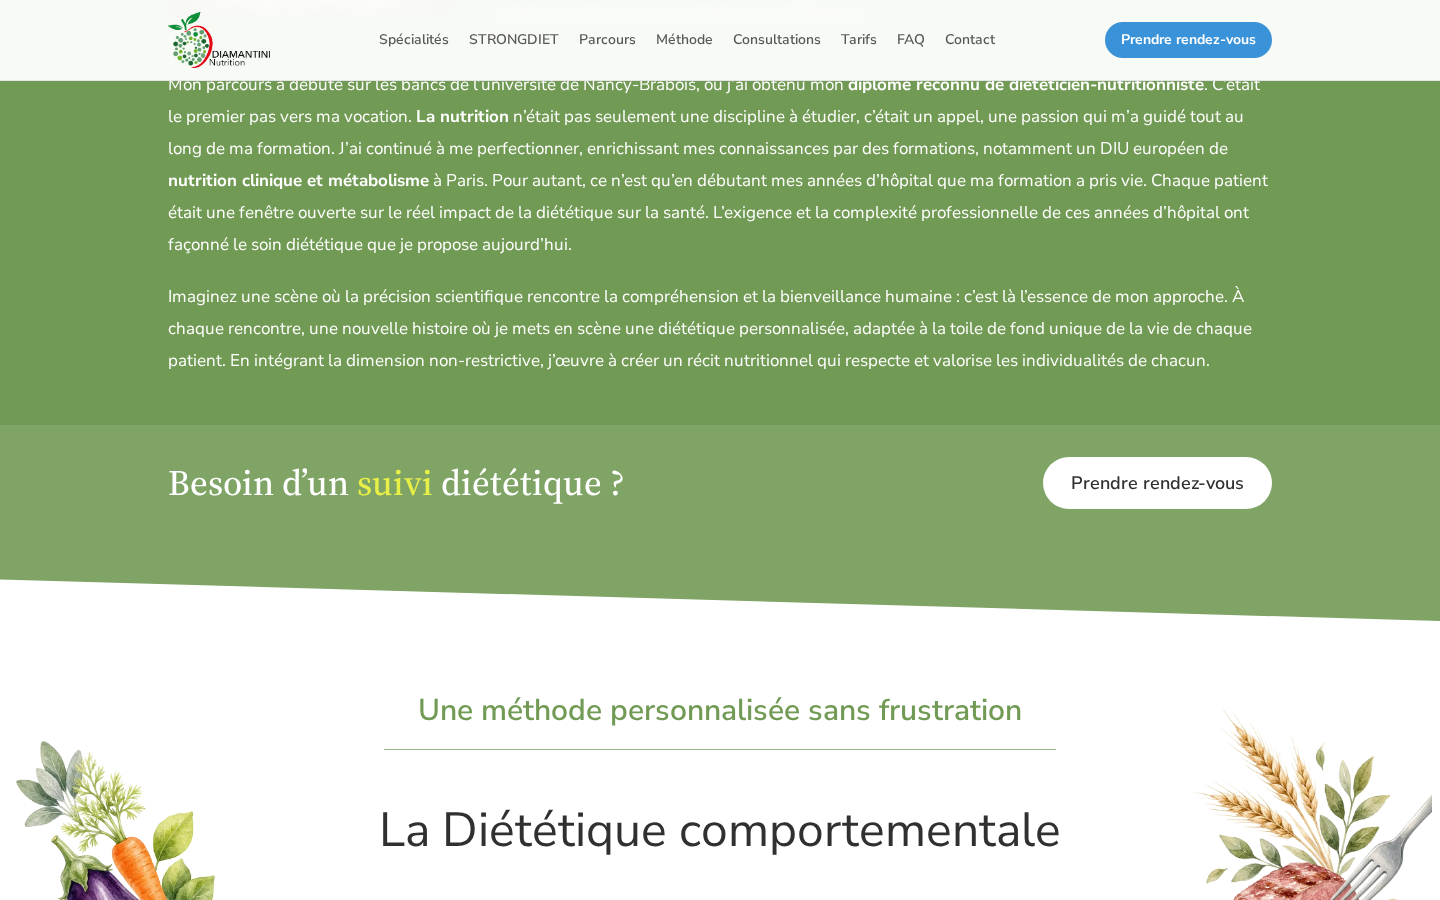 DIAMANTINI
Nutrition
Spécialités
STRONGDIET
Parcours
Méthode
Consultations
Tarifs
FAQ
Contact
Prendre rendez-vous
Mon parcours a débuté sur les bancs de l’université de Nancy-Brabois, où j’ai obtenu mon diplôme reconnu de diététicien-nutritionniste. C’était
le premier pas vers ma vocation. La nutrition n’était pas seulement une discipline à étudier, c’était un appel, une passion qui m’a guidé tout au
long de ma formation. J’ai continué à me perfectionner, enrichissant mes connaissances par des formations, notamment un DIU européen de
nutrition clinique et métabolisme à Paris. Pour autant, ce n’est qu’en débutant mes années d’hôpital que ma formation a pris vie. Chaque patient
était une fenêtre ouverte sur le réel impact de la diététique sur la santé. L’exigence et la complexité professionnelle de ces années d’hôpital ont
façonné le soin diététique que je propose aujourd’hui.
Imaginez une scène où la précision scientifique rencontre la compréhension et la bienveillance humaine : c’est là l’essence de mon approche. À
chaque rencontre, une nouvelle histoire où je mets en scène une diététique personnalisée, adaptée à la toile de fond unique de la vie de chaque
patient. En intégrant la dimension non-restrictive, j’œuvre à créer un récit nutritionnel qui respecte et valorise les individualités de chacun.
Besoin d’un suivi diététique ?
Prendre rendez-vous
Une méthode personnalisée sans frustration
La Diététique comportementale